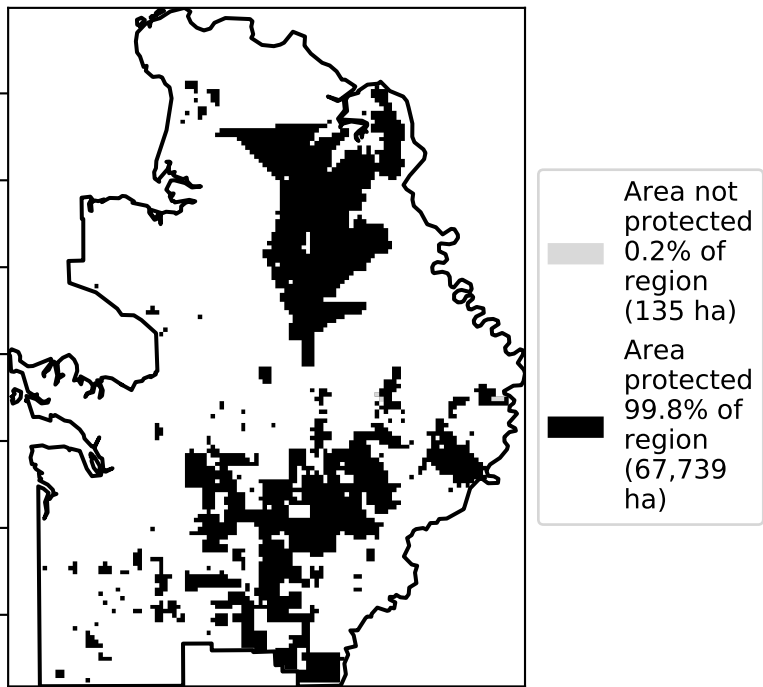 Area not
protected
0.2% of
region
(135 ha)
Area
protected
99.8% of
region
(67,739
ha)